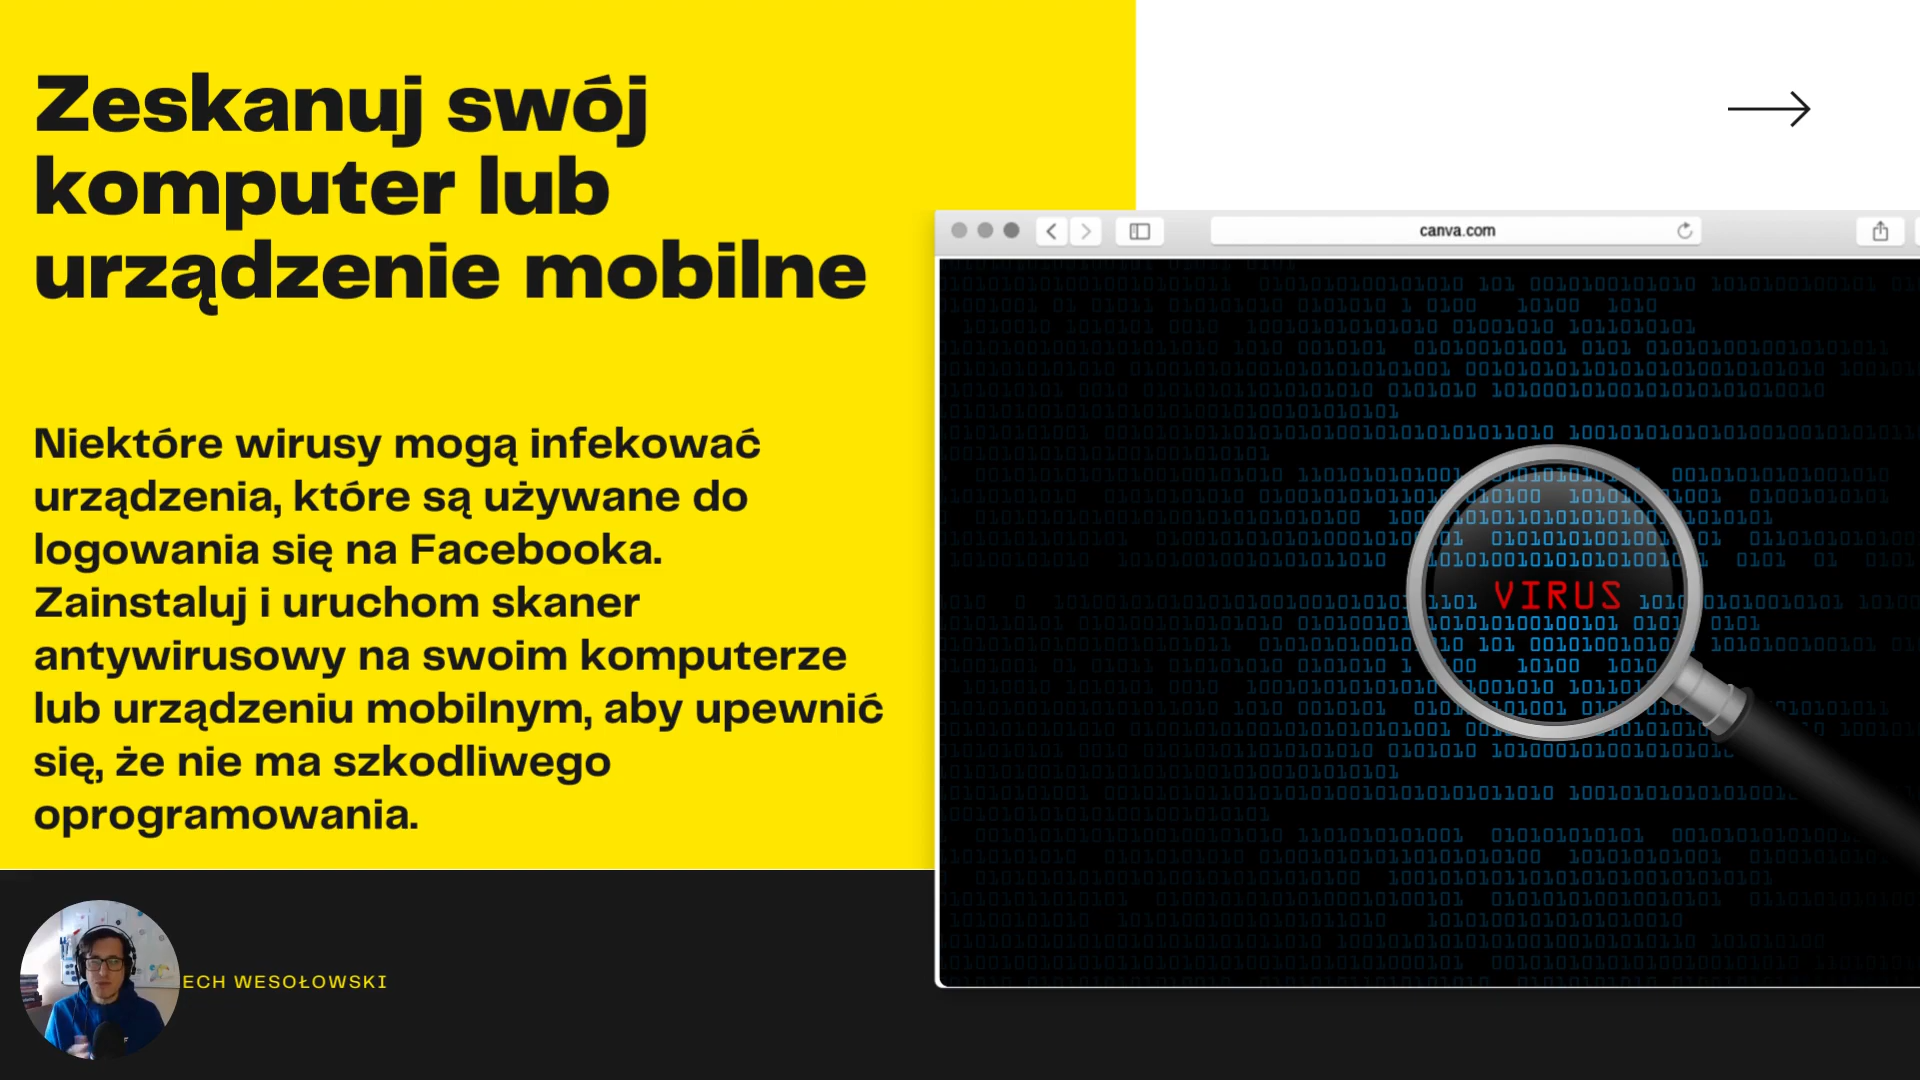 Zeskanuj swój
komputer lub
urządzenie mobilne
Niektóre wirusy mogą infekować
urządzenia, które są używane do
logowania się na Facebooka.
Zainstaluj i uruchom skaner
antywirusowy na swoim komputerze
lub urządzeniu mobilnym, aby upewnić
się, że nie ma szkodliwego
oprogramowania.
canva.com
VIRUS
ECH WESOŁOWSKI